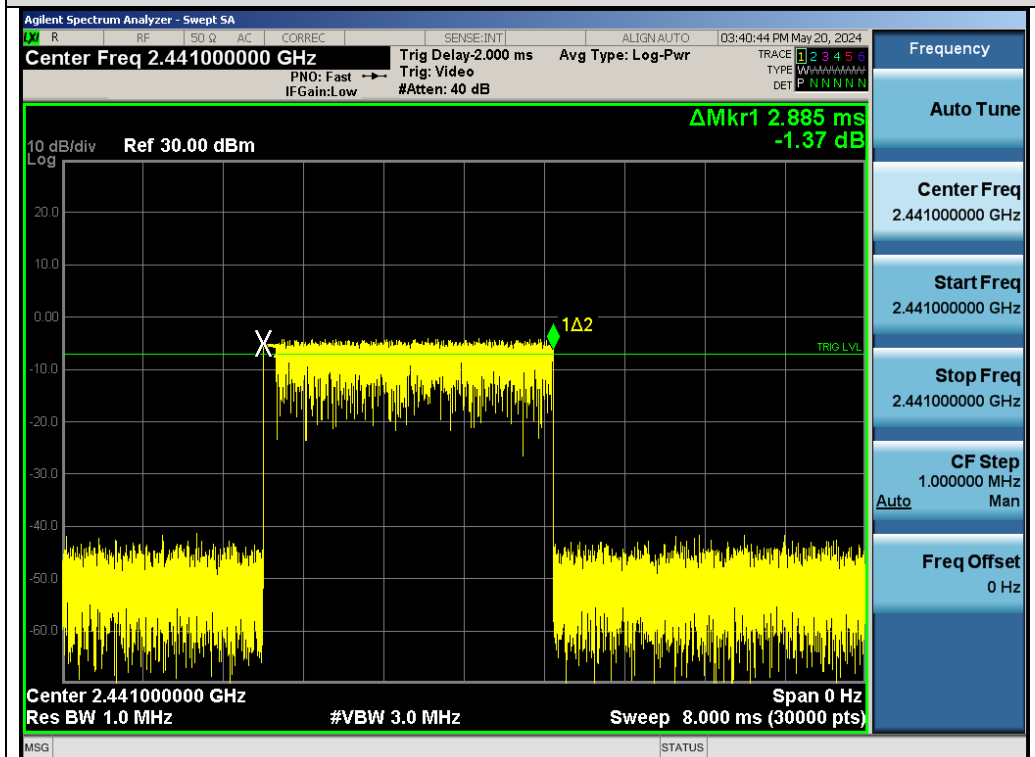 Agilent Spectrum Analyzer - Swept SA
LXI R RF 50 Ω AC CORREC SENSE:INT ALIGN AUTO 03:40:44 PM May 20, 2024
Center Freq 2.441000000 GHz
PNO: Fast
IFGain:Low
Trig Delay-2.000 ms
Trig: Video
#Atten: 40 dB
Avg Type: Log-Pwr
TRACE 1 2 3 4 5 6
TYPE W
DET P N N N N N
ΔMkr1 2.885 ms
-1.37 dB
10 dB/div Ref 30.00 dBm
Log
20.0
10.0
0.00
1Δ2
TRIG LVL
-10.0
-20.0
-30.0
-40.0
-50.0
-60.0
Center 2.441000000 GHz Span 0 Hz
Res BW 1.0 MHz #VBW 3.0 MHz Sweep 8.000 ms (30000 pts)
MSG STATUS
Frequency
Auto Tune
Center Freq
2.441000000 GHz
Start Freq
2.441000000 GHz
Stop Freq
2.441000000 GHz
CF Step
1.000000 MHz
Auto Man
Freq Offset
0 Hz